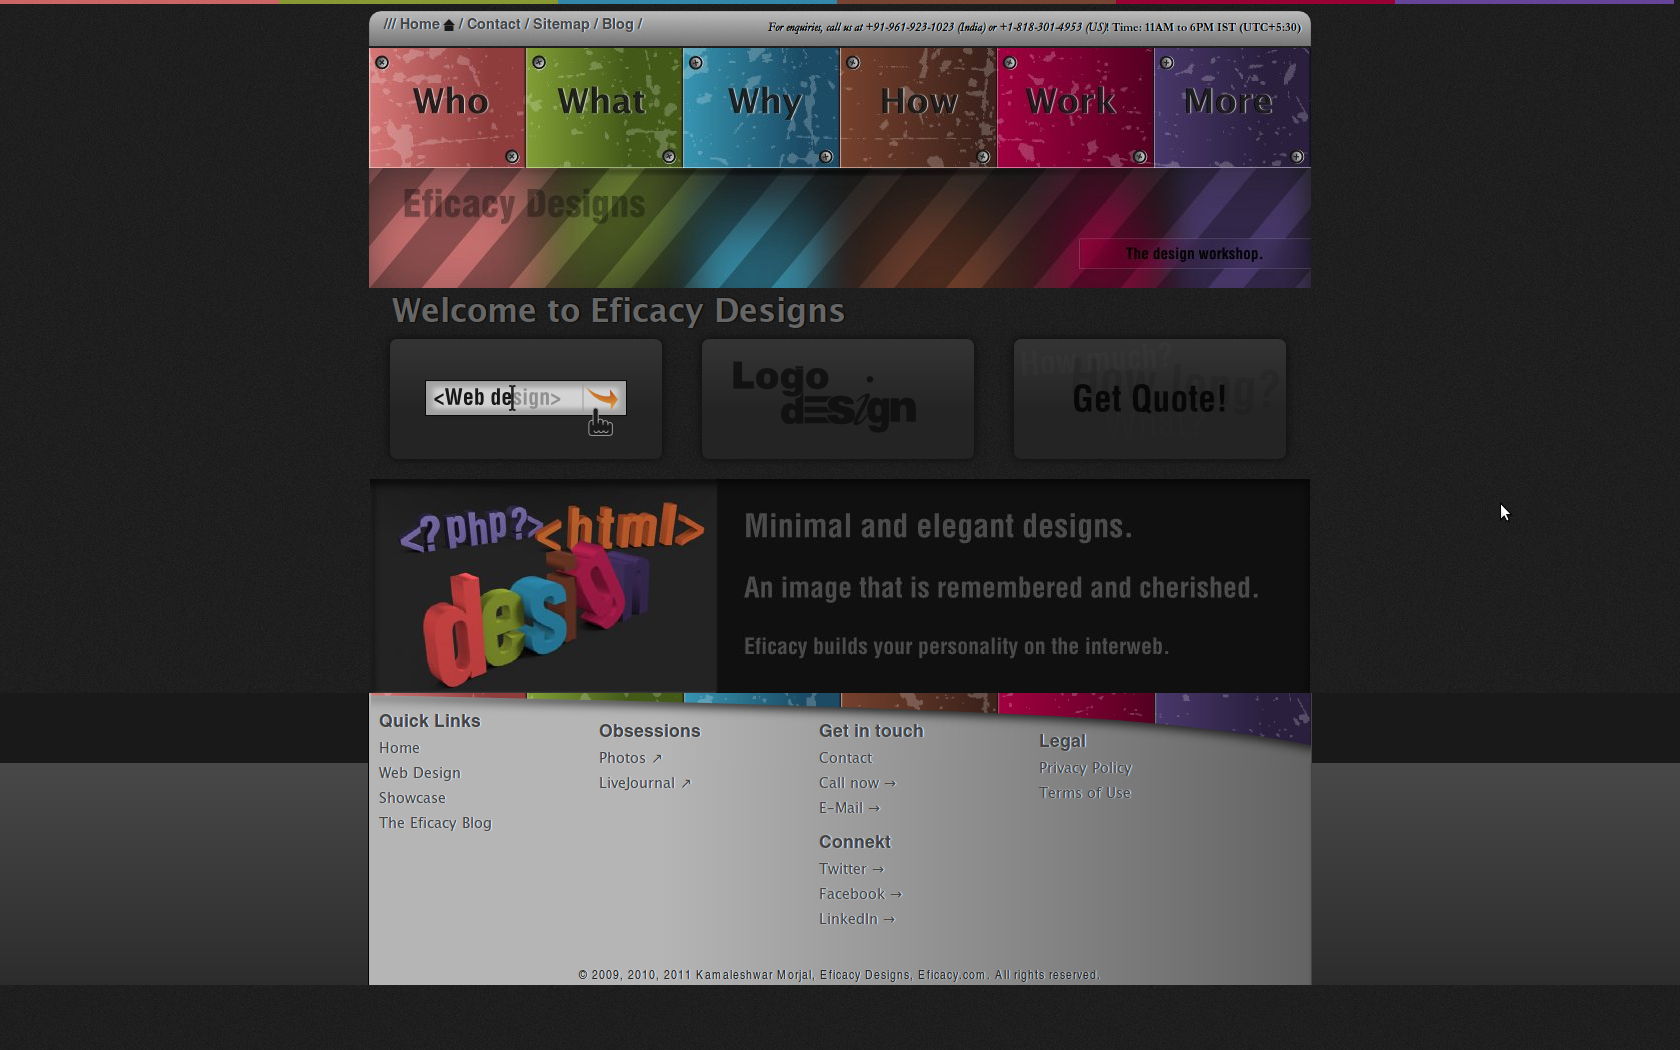 /// Home / Contact / Sitemap / Blog /
For enquiries, call us at +91-961-923-1023 (India) or +1-818-301-4953 (US)! Time: 11AM to 6PM IST (UTC+5:30)
Who
What
Why
How
Work
More
Eficacy Designs
The design workshop.
Welcome to Eficacy Designs
<Web design>
Logo
dESign
How much?
How long?
Get Quote!
<?php?>
<html>
design
Minimal and elegant designs.
An image that is remembered and cherished.
Eficacy builds your personality on the interweb.
Quick Links
Home
Web Design
Showcase
The Eficacy Blog
Obsessions
Photos ↗
LiveJournal ↗
Get in touch
Contact
Call now →
E-Mail →
Connekt
Twitter →
Facebook →
LinkedIn →
Legal
Privacy Policy
Terms of Use
© 2009, 2010, 2011 Kamaleshwar Morjal, Eficacy Designs, Eficacy.com. All rights reserved.